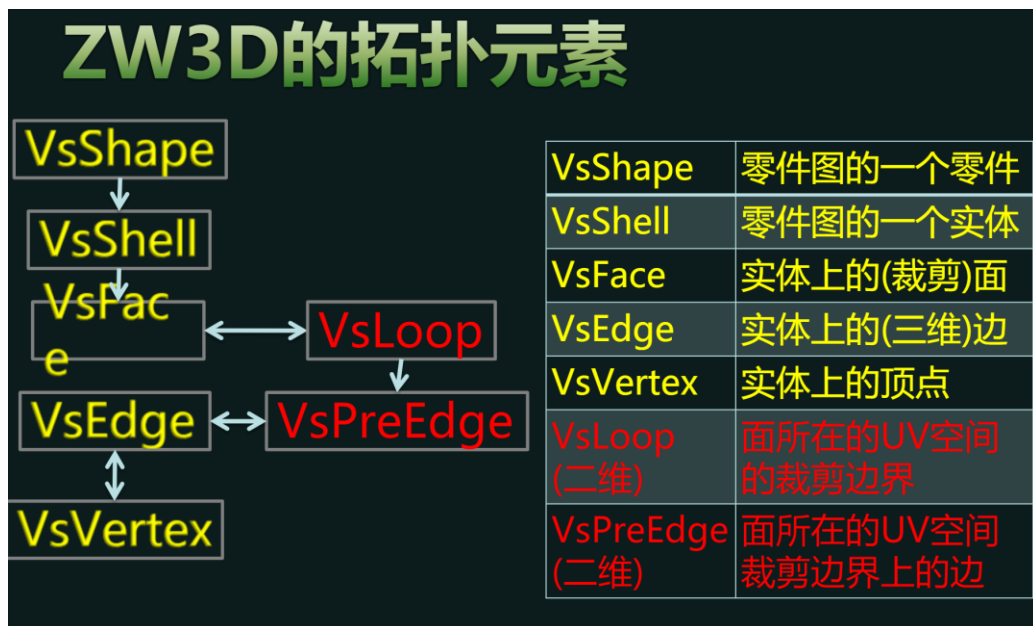 ZW3D的拓扑元素
VsShape
VsShell
VsFac
e
VsLoop
VsEdge
VsPreEdge
VsVertex
VsShape 零件图的一个零件
VsShell 零件图的一个实体
VsFace 实体上的(裁剪)面
VsEdge 实体上的(三维)边
VsVertex 实体上的顶点
VsLoop 面所在的UV空间
(二维) 的裁剪边界
VsPreEdge 面所在的UV空间
(二维) 裁剪边界上的边